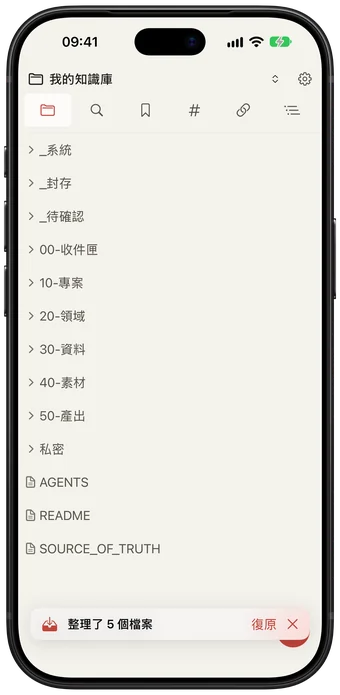 09:41
我的知識庫
_系統
_封存
_待確認
00-收件匣
10-專案
20-領域
30-資料
40-素材
50-產出
私密
AGENTS
README
SOURCE_OF_TRUTH
整理了 5 個檔案 復原